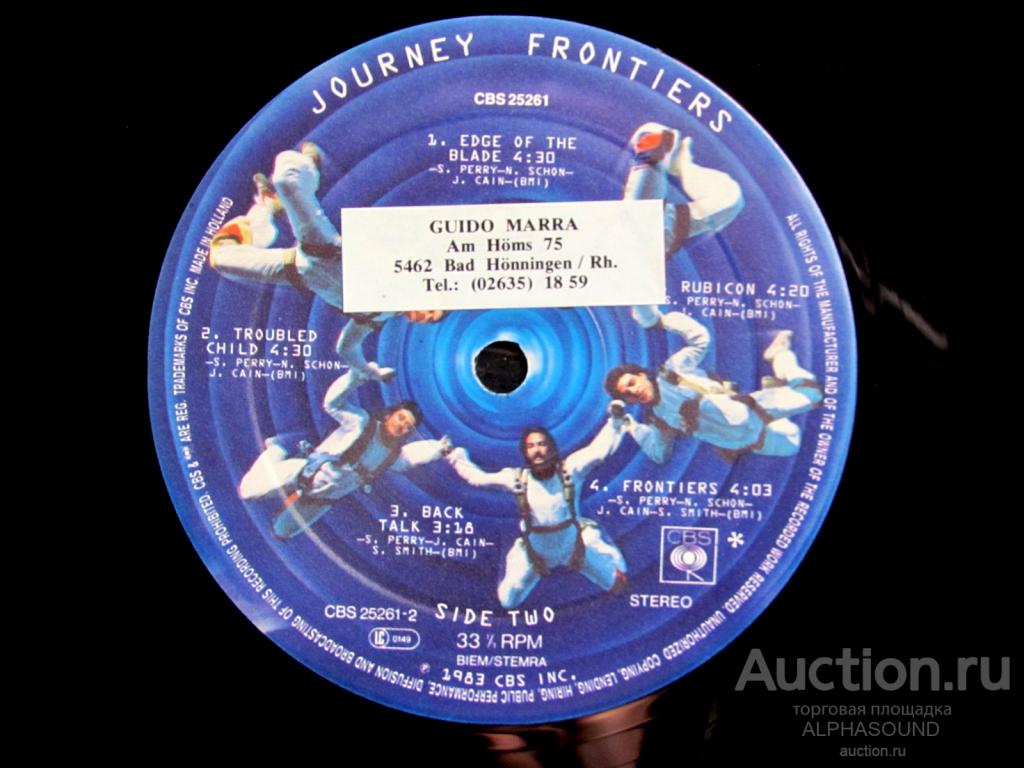 JOURNEY FRONTIERS
CBS 25261
1. EDGE OF THE
BLADE 4:30
-S. PERRY-N. SCHON-
J. CAIN-(BMI)
GUIDO MARRA
Am Höms 75
5462 Bad Hönningen / Rh.
Tel.: (02635) 18 59
RUBICON 4:20
S. PERRY-N. SCHON-
J. CAIN-(BMI)
2. TROUBLED
CHILD 4:30
-S. PERRY-N. SCHON-
J. CAIN-(BMI)
4. FRONTIERS 4:03
-S. PERRY-N. SCHON-
J. CAIN-S. SMITH-(BMI)
3. BACK
TALK 3:18
-S. PERRY-J. CAIN-
S. SMITH-(BMI)
CBS
*
STEREO
CBS 25261-2
SIDE TWO
LC 0149
33 ⅓ RPM
BIEM/STEMRA
℗ 1983 CBS INC.
ALL RIGHTS OF THE MANUFACTURER AND OF THE OWNER OF THE RECORDED WORK RESERVED. UNAUTHORIZED COPYING, LENDING, HIRING, PUBLIC PERFORMANCE, DIFFUSION AND BROADCASTING OF THIS RECORDING PROHIBITED. CBS & ARE REG. TRADEMARKS OF CBS INC. MADE IN HOLLAND
Auction.ru
торговая площадка
ALPHASOUND
auction.ru